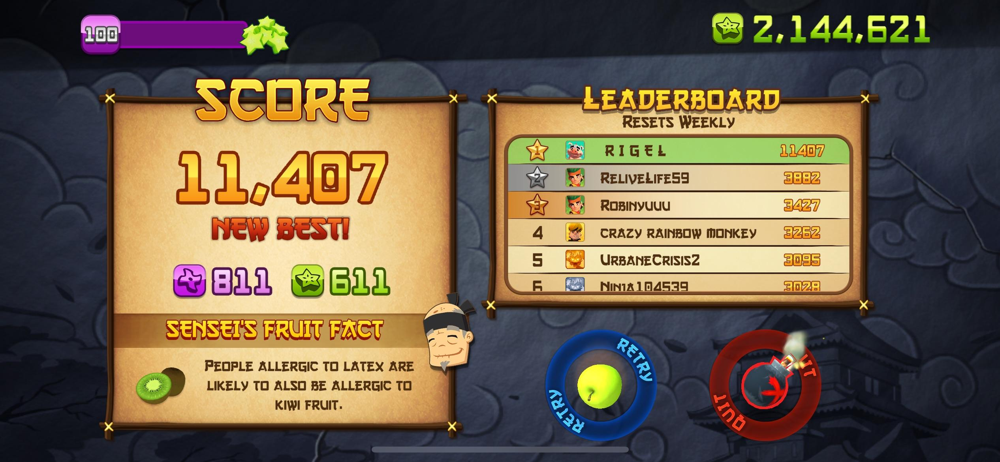 100
2,144,621
SCORE
11,407
NEW BEST!
811 611
SENSEI'S FRUIT FACT
PEOPLE ALLERGIC TO LATEX ARE
LIKELY TO ALSO BE ALLERGIC TO
KIWI FRUIT.
LEADERBOARD
RESETS WEEKLY
1 R I G E L 11407
2 RELIVELIFE59 3882
3 ROBINYUUU 3427
4 CRAZY RAINBOW MONKEY 3262
5 URBANECRISIS2 3095
6 NINJA104539 3028
RETRY
RETRY
QUIT